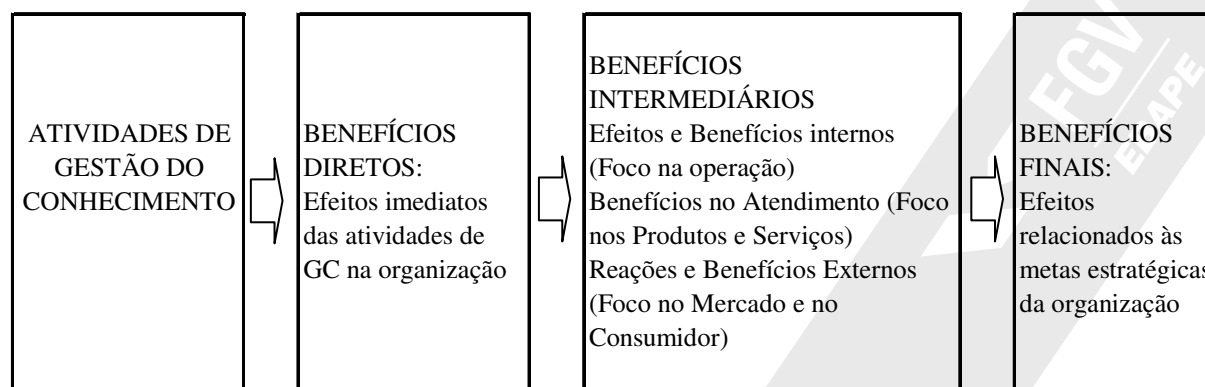 ATIVIDADES DE
GESTÃO DO
CONHECIMENTO
BENEFÍCIOS
DIRETOS:
Efeitos imediatos
das atividades de
GC na organização
BENEFÍCIOS
INTERMEDIÁRIOS
Efeitos e Benefícios internos
(Foco na operação)
Benefícios no Atendimento (Foco
nos Produtos e Serviços)
Reações e Benefícios Externos
(Foco no Mercado e no
Consumidor)
BENEFÍCIOS
FINAIS:
Efeitos
relacionados às
metas estratégicas
da organização
FGV
EBAPE